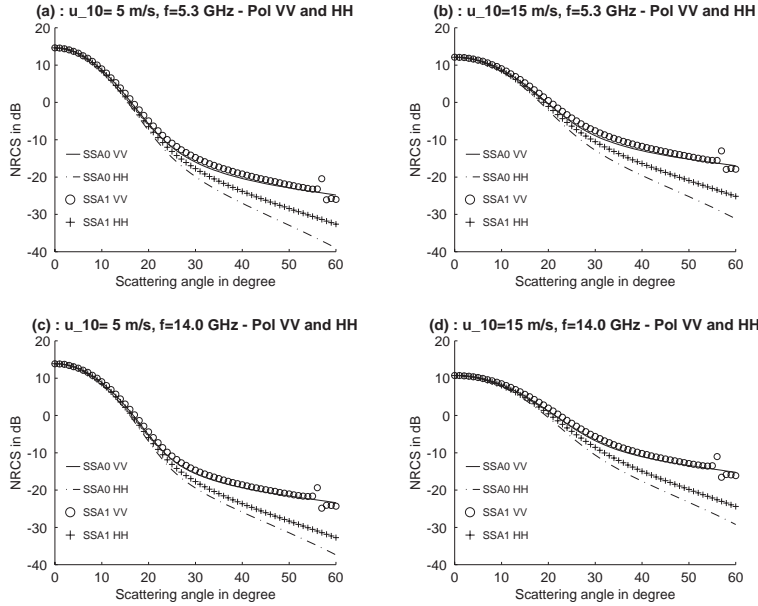 (a) : u_10= 5 m/s, f=5.3 GHz - Pol VV and HH
20
10
0
-10
-20
-30
-40
NRCS in dB
SSA0 VV
SSA0 HH
SSA1 VV
SSA1 HH
0 10 20 30 40 50 60
Scattering angle in degree
(b) : u_10=15 m/s, f=5.3 GHz - Pol VV and HH
20
10
0
-10
-20
-30
-40
NRCS in dB
SSA0 VV
SSA0 HH
SSA1 VV
SSA1 HH
0 10 20 30 40 50 60
Scattering angle in degree
(c) : u_10= 5 m/s, f=14.0 GHz - Pol VV and HH
20
10
0
-10
-20
-30
-40
NRCS in dB
SSA0 VV
SSA0 HH
SSA1 VV
SSA1 HH
0 10 20 30 40 50 60
Scattering angle in degree
(d) : u_10=15 m/s, f=14.0 GHz - Pol VV and HH
20
10
0
-10
-20
-30
-40
NRCS in dB
SSA0 VV
SSA0 HH
SSA1 VV
SSA1 HH
0 10 20 30 40 50 60
Scattering angle in degree